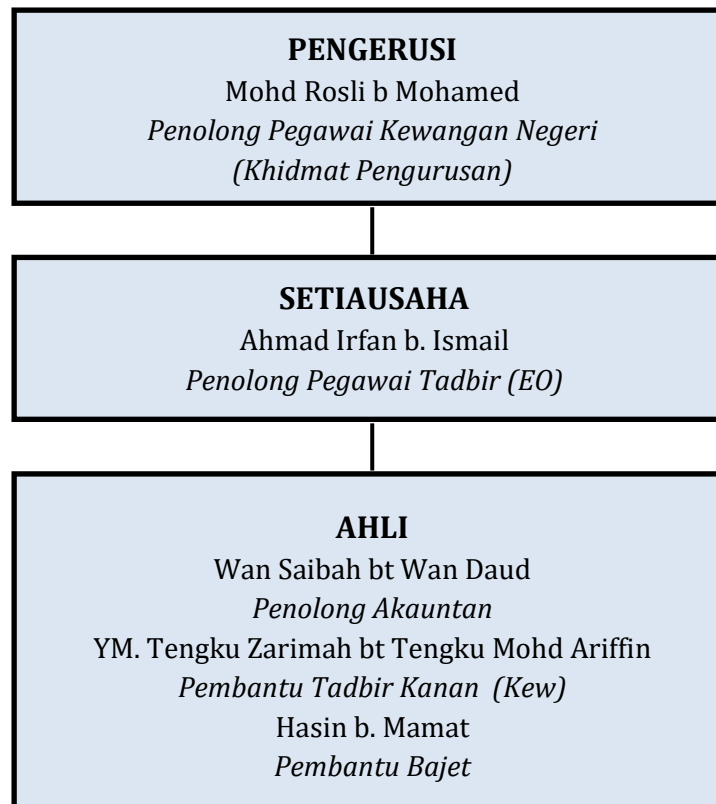 PENGERUSI
Mohd Rosli b Mohamed
Penolong Pegawai Kewangan Negeri
(Khidmat Pengurusan)
SETIAUSAHA
Ahmad Irfan b. Ismail
Penolong Pegawai Tadbir (EO)
AHLI
Wan Saibah bt Wan Daud
Penolong Akauntan
YM. Tengku Zarimah bt Tengku Mohd Ariffin
Pembantu Tadbir Kanan  (Kew)
Hasin b. Mamat
Pembantu Bajet